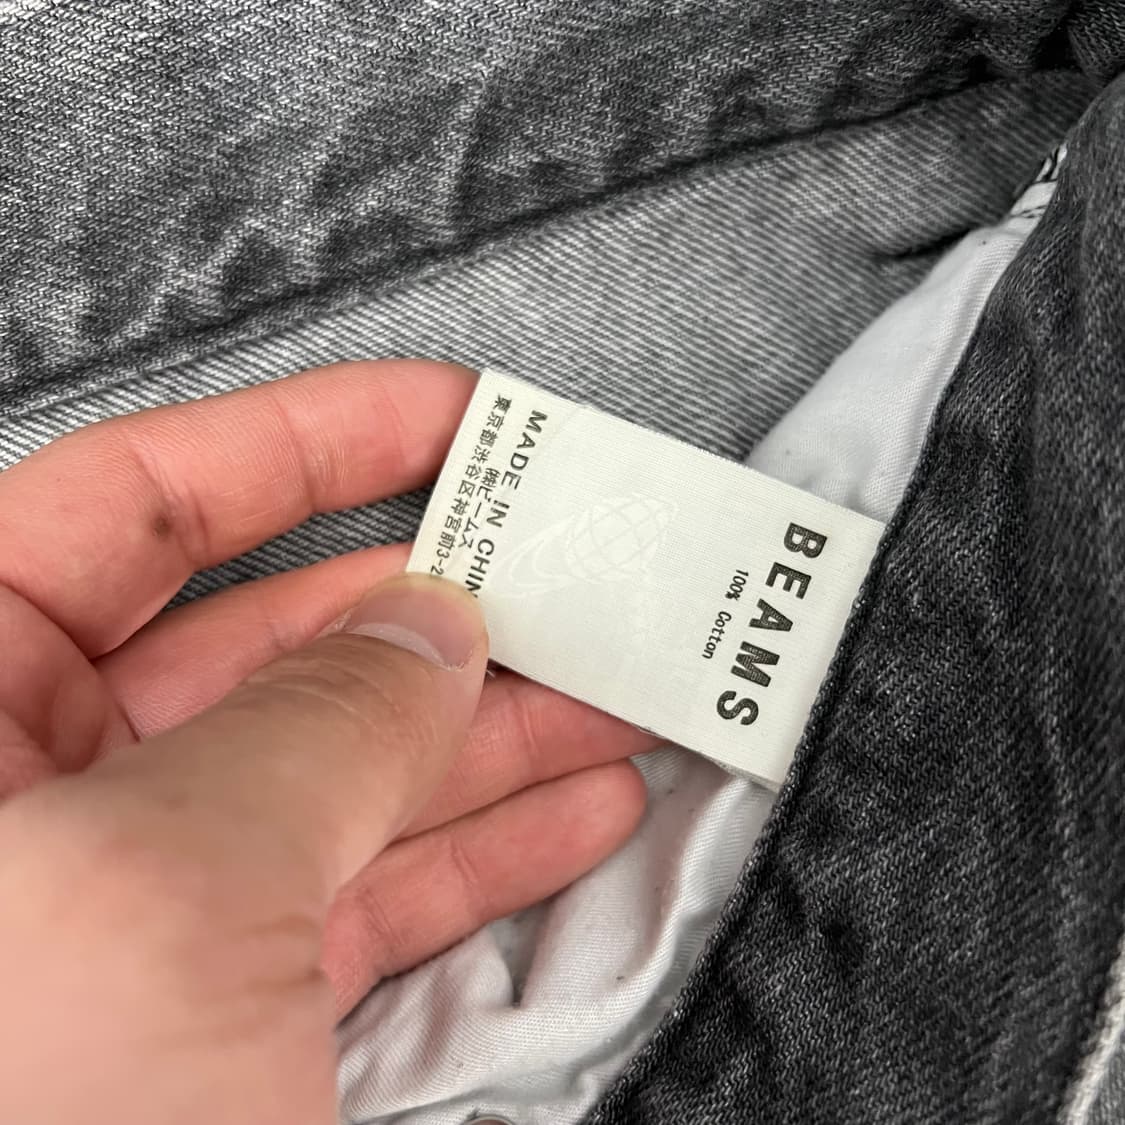 BEAMS
100% Cotton
MADE IN CHIN
㈱ビームス
東京都渋谷区神宮前3-2